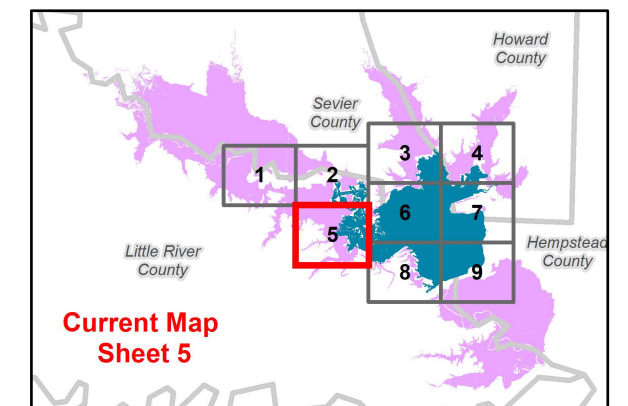 Howard
County
Sevier
County
3
4
1
2
6
7
5
Little River
County
Hempstead
County
8
9
Current Map
Sheet 5